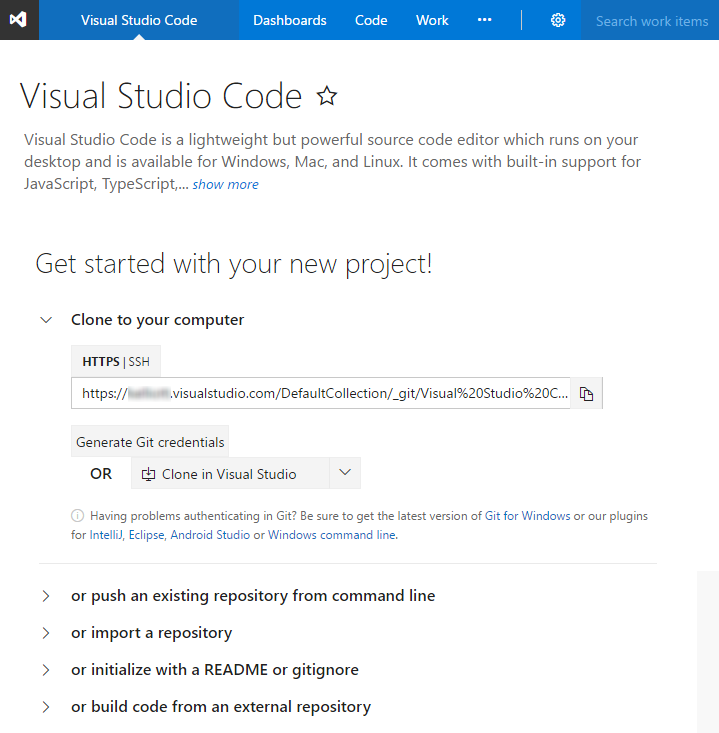 Visual Studio Code Dashboards Code Work ••• Search work items
Visual Studio Code
Visual Studio Code is a lightweight but powerful source code editor which runs on your
desktop and is available for Windows, Mac, and Linux. It comes with built-in support for
JavaScript, TypeScript,... show more
Get started with your new project!
Clone to your computer
HTTPS | SSH
https:// .visualstudio.com/DefaultCollection/_git/Visual%20Studio%20C...
Generate Git credentials
OR Clone in Visual Studio
Having problems authenticating in Git? Be sure to get the latest version of Git for Windows or our plugins
for IntelliJ, Eclipse, Android Studio or Windows command line.
or push an existing repository from command line
or import a repository
or initialize with a README or gitignore
or build code from an external repository